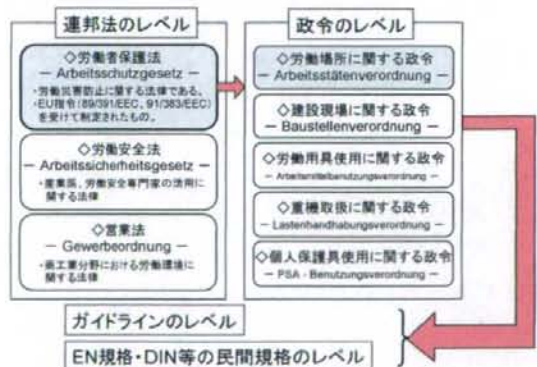 連邦法のレベル
◇労働者保護法
― Arbeitsschutzgesetz ―
・労働災害防止に関する法律である。
・EU指令(89/391/EEC, 91/383/EEC)
を受けて制定されたもの。
◇労働安全法
― Arbeitssicherheitsgesetz ―
・産業医、労働安全専門家の活用に
関する法律
◇営業法
― Gewerbeordnung ―
・商工業分野における労働環境に
関する法律
政令のレベル
◇労働場所に関する政令
― Arbeitsstätenverordnung ―
◇建設現場に関する政令
― Baustellenverordnung ―
◇労働用具使用に関する政令
― Arbeitsmittelbenutzungsverordnung ―
◇重機取扱に関する政令
― Lastenhandhabungsverordnung ―
◇個人保護具使用に関する政令
― PSA - Benutzungsverordnung ―
ガイドラインのレベル
EN規格・DIN等の民間規格のレベル